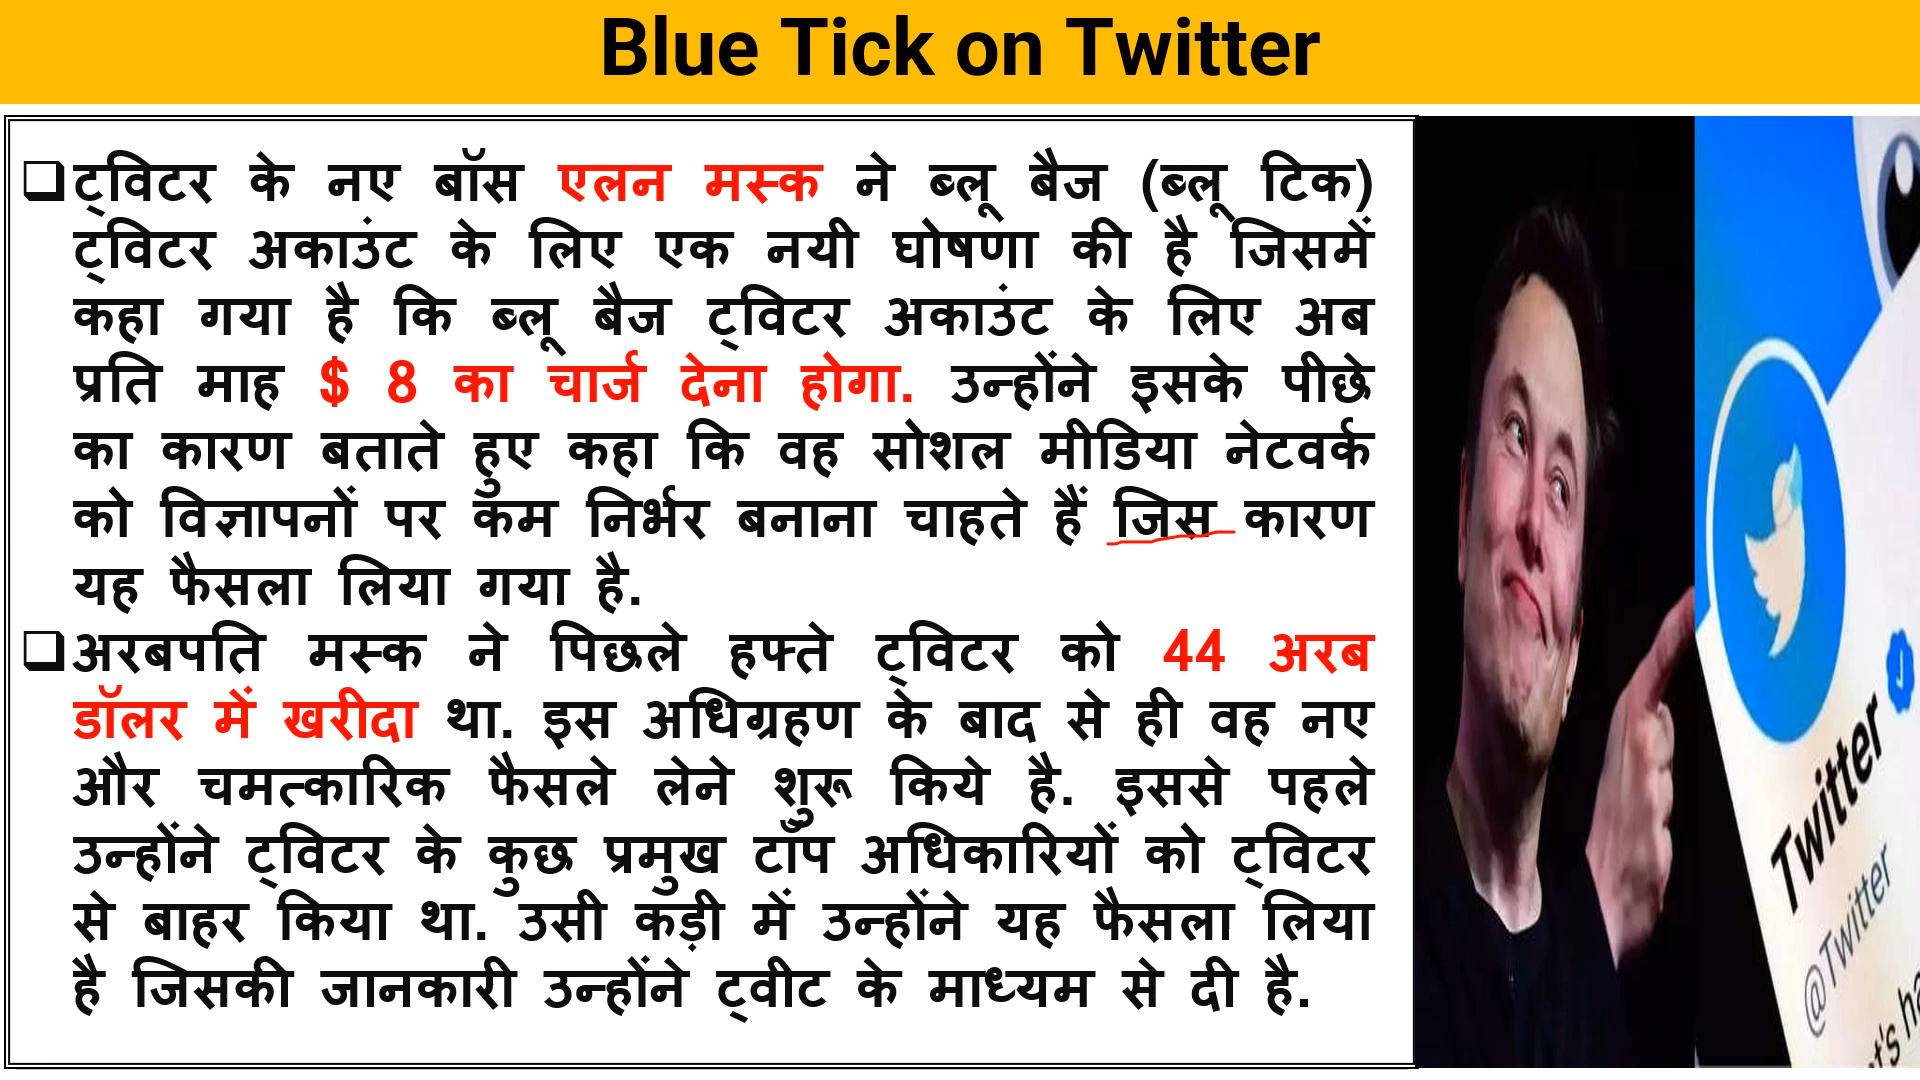 Blue Tick on Twitter
ट्विटर के नए बॉस एलन मस्क ने ब्लू बैज (ब्लू टिक)
ट्विटर अकाउंट के लिए एक नयी घोषणा की है जिसमें
कहा गया है कि ब्लू बैज ट्विटर अकाउंट के लिए अब
प्रति माह $ 8 का चार्ज देना होगा. उन्होंने इसके पीछे
का कारण बताते हुए कहा कि वह सोशल मीडिया नेटवर्क
को विज्ञापनों पर कम निर्भर बनाना चाहते हैं जिस कारण
यह फैसला लिया गया है.
अरबपति मस्क ने पिछले हफ्ते ट्विटर को 44 अरब
डॉलर में खरीदा था. इस अधिग्रहण के बाद से ही वह नए
और चमत्कारिक फैसले लेने शुरू किये है. इससे पहले
उन्होंने ट्विटर के कुछ प्रमुख टॉप अधिकारियों को ट्विटर
से बाहर किया था. उसी कड़ी में उन्होंने यह फैसला लिया
है जिसकी जानकारी उन्होंने ट्वीट के माध्यम से दी है.
Twitter
@Twitter